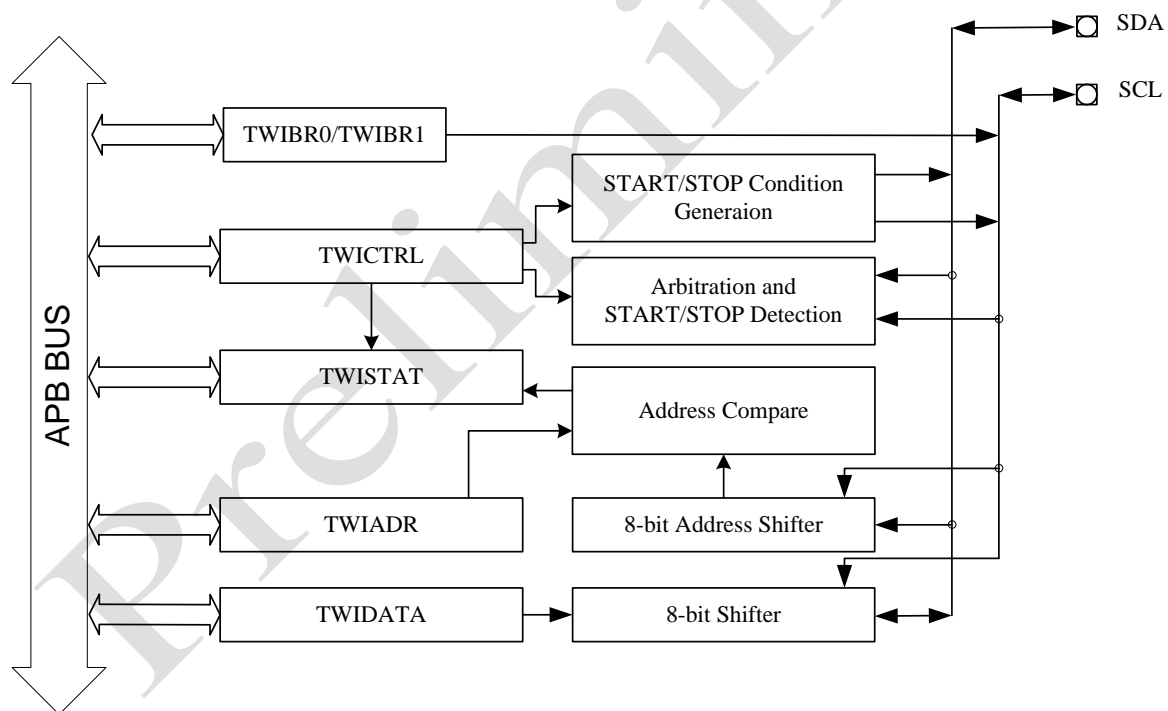 SDA
SCL
TWIBR0/TWIBR1
START/STOP Condition
Generaion
TWICTRL
Arbitration and
START/STOP Detection
TWISTAT
Address Compare
APB BUS
TWIADR
8-bit Address Shifter
TWIDATA
8-bit Shifter
Prelimi